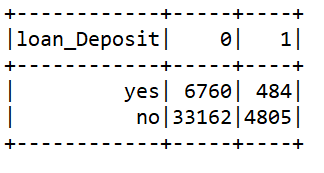 +------------+-----+----+
|loan_Deposit|    0|   1|
+------------+-----+----+
|         yes| 6760| 484|
|          no|33162|4805|
+------------+-----+----+